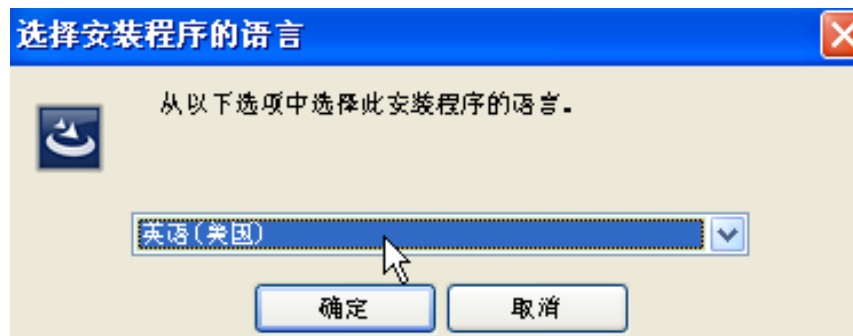 选择安装程序的语言
从以下选项中选择此安装程序的语言。
英语(美国)
确定
取消